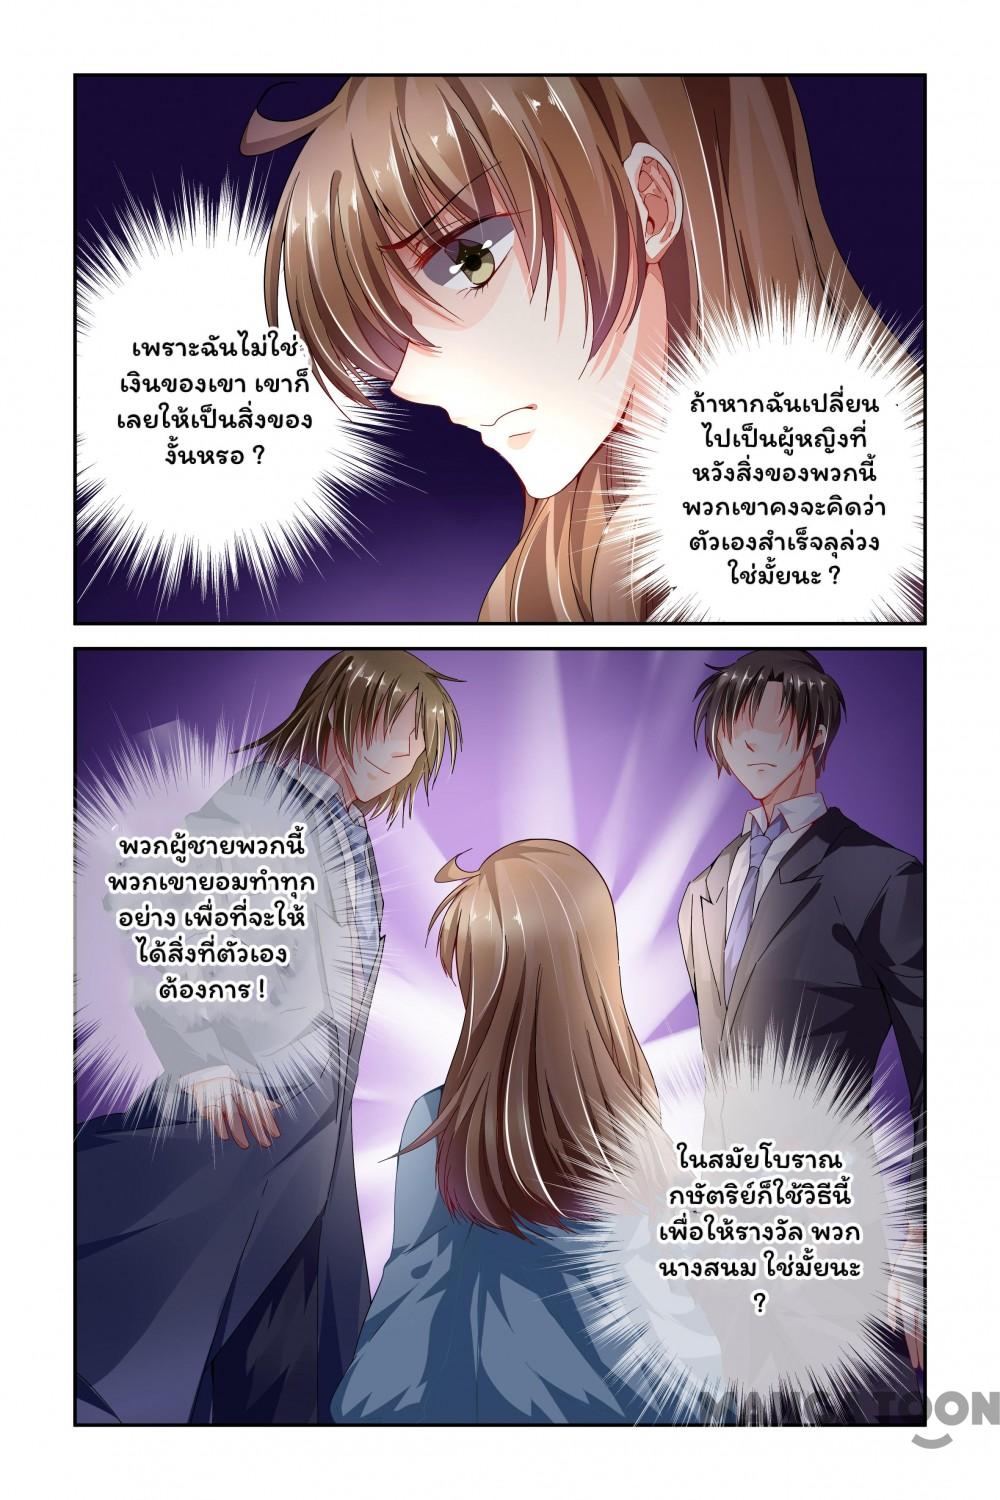 เพราะฉันไม่ใช่
เงินของเขา เขาก็
เลยให้เป็นสิ่งของ
งั้นหรอ ?
ถ้าหากฉันเปลี่ยน
ไปเป็นผู้หญิงที่
หวังสิ่งของพวกนี้
พวกเขาคงจะคิดว่า
ตัวเองสำเร็จลุล่วง
ใช่มั้ยนะ ?
พวกผู้ชายพวกนี้
พวกเขายอมทำทุก
อย่าง เพื่อที่จะให้
ได้สิ่งที่ตัวเอง
ต้องการ !
ในสมัยโบราณ
กษัตริย์ก็ใช้วิธีนี้
เพื่อให้รางวัล พวก
นางสนม ใช่มั้ยนะ
?
MANGATOON